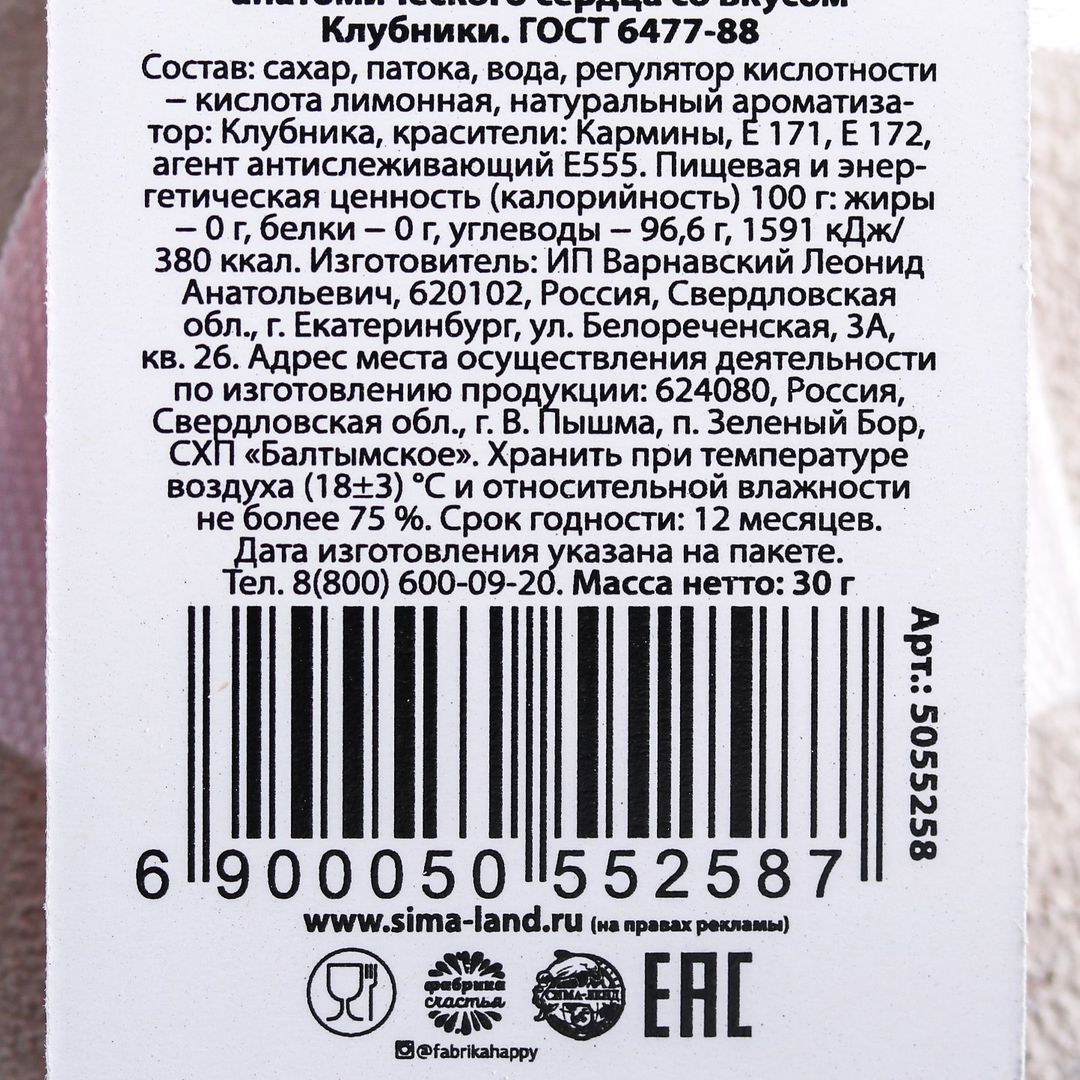 анатомического сердца со вкусом
Клубники. ГОСТ 6477-88
Состав: сахар, патока, вода, регулятор кислотности
– кислота лимонная, натуральный ароматиза-
тор: Клубника, красители: Кармины, Е 171, Е 172,
агент антислеживающий Е555. Пищевая и энер-
гетическая ценность (калорийность) 100 г: жиры
– 0 г, белки – 0 г, углеводы – 96,6 г, 1591 кДж/
380 ккал. Изготовитель: ИП Варнавский Леонид
Анатольевич, 620102, Россия, Свердловская
обл., г. Екатеринбург, ул. Белореченская, 3А,
кв. 26. Адрес места осуществления деятельности
по изготовлению продукции: 624080, Россия,
Свердловская обл., г. В. Пышма, п. Зеленый Бор,
СХП «Балтымское». Хранить при температуре
воздуха (18±3) °С и относительной влажности
не более 75 %. Срок годности: 12 месяцев.
Дата изготовления указана на пакете.
Тел. 8(800) 600-09-20. Масса нетто: 30 г
Арт.: 5055258
6 900050 552587
www.sima-land.ru (на правах рекламы)
фабрика
счастья
СИМА-ЛЕНД
ЕАС
@fabrikahappy